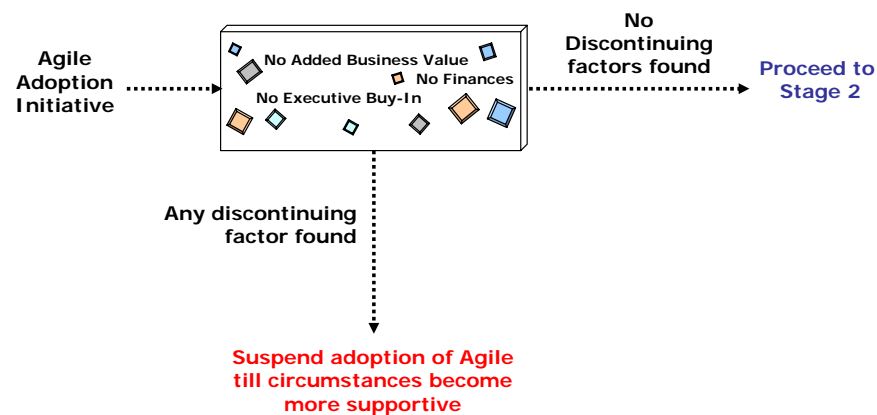 Agile
Adoption
Initiative
No Added Business Value
No Finances
No Executive Buy-In
No
Discontinuing
factors found
Proceed to
Stage 2
Any discontinuing
factor found
Suspend adoption of Agile
till circumstances become
more supportive